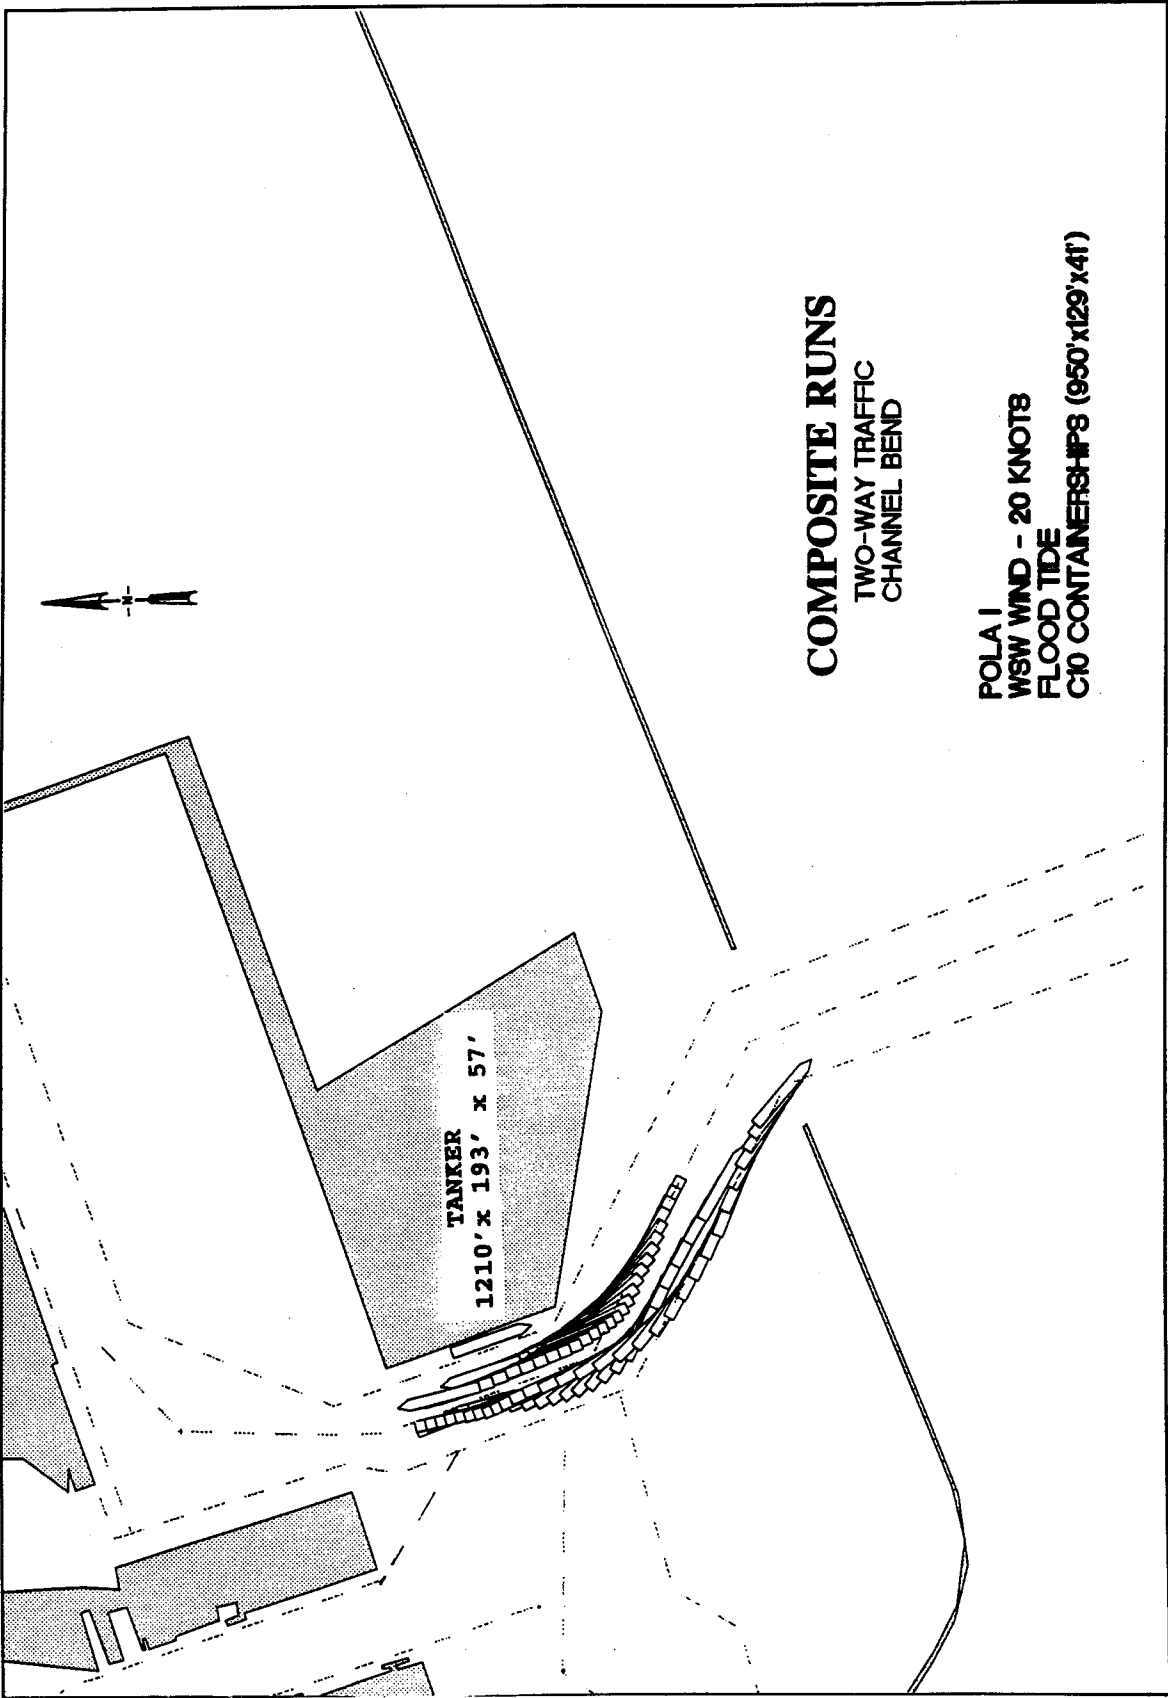 N
TANKER
1210'x 193' x 57'
COMPOSITE RUNS
TWO-WAY TRAFFIC
CHANNEL BEND
POLA I
WSW WIND - 20 KNOTS
FLOOD TIDE
C10 CONTAINERSHIPS (950'x129'x41')